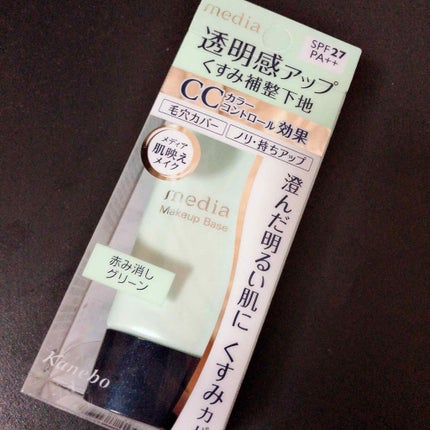 media
SPF27
PA++
透明感アップ
くすみ補整下地
CCカラーコントロール効果
毛穴カバー
ノリ・持ちアップ
メディア
肌映え
メイク
media
Makeup Base
澄んだ明るい肌に くすみカバ
赤み消し
グリーン
Kanebo